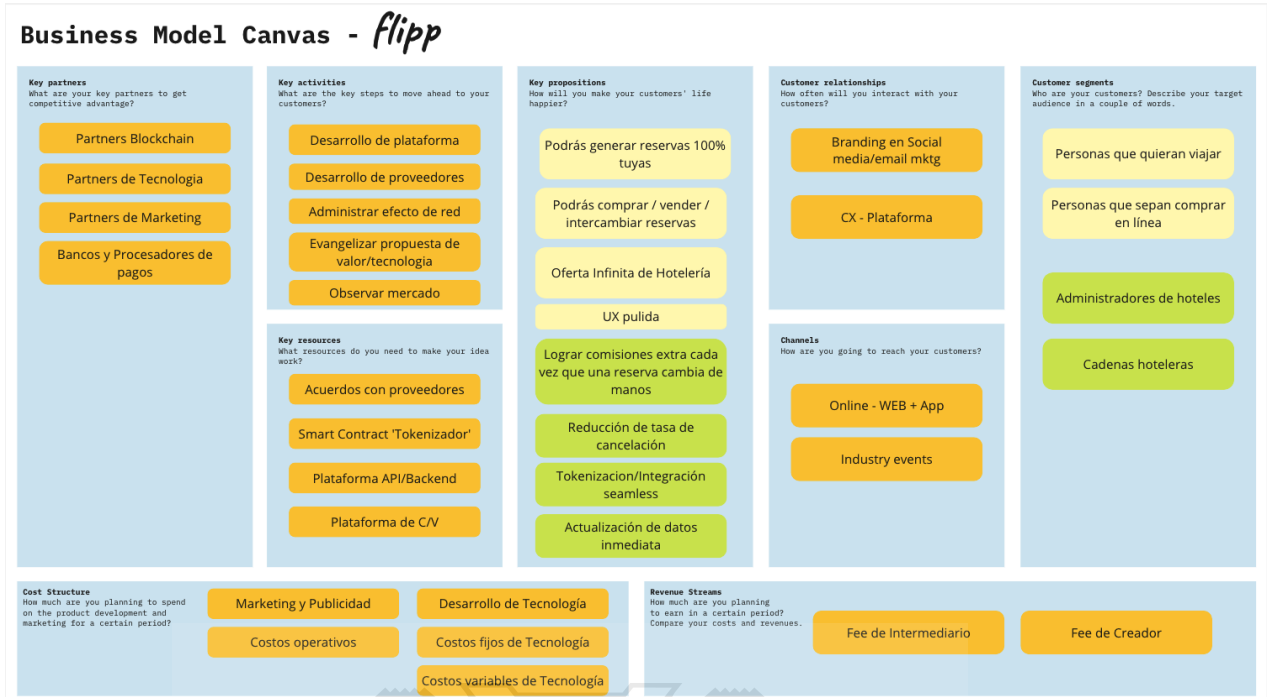 Business Model Canvas - flipp
Key partners
What are your key partners to get
competitive advantage?
Partners Blockchain
Partners de Tecnologia
Partners de Marketing
Bancos y Procesadores de
pagos
Key activities
What are the key steps to move ahead to your
customers?
Desarrollo de plataforma
Desarrollo de proveedores
Administrar efecto de red
Evangelizar propuesta de
valor/tecnologia
Observar mercado
Key resources
What resources do you need to make your idea
work?
Acuerdos con proveedores
Smart Contract 'Tokenizador'
Plataforma API/Backend
Plataforma de C/V
Key propositions
How will you make your customers' life
happier?
Podrás generar reservas 100%
tuyas
Podrás comprar / vender /
intercambiar reservas
Oferta Infinita de Hotelería
UX pulida
Lograr comisiones extra cada
vez que una reserva cambia de
manos
Reducción de tasa de
cancelación
Tokenizacion/Integración
seamless
Actualización de datos
inmediata
Customer relationships
How often will you interact with your
customers?
Branding en Social
media/email mktg
CX - Plataforma
Channels
How are you going to reach your customers?
Online - WEB + App
Industry events
Customer segments
Who are your customers? Describe your target
audience in a couple of words.
Personas que quieran viajar
Personas que sepan comprar
en línea
Administradores de hoteles
Cadenas hoteleras
Cost Structure
How much are you planning to spend
on the product development and
marketing for a certain period?
Marketing y Publicidad
Costos operativos
Desarrollo de Tecnología
Costos fijos de Tecnología
Costos variables de Tecnología
Revenue Streams
How much are you planning
to earn in a certain period?
Compare your costs and revenues.
Fee de Intermediario
Fee de Creador